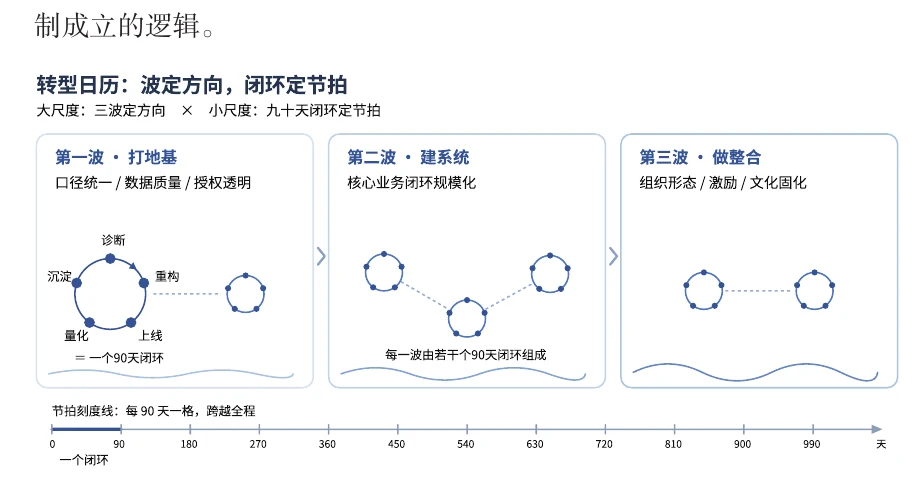 制成立的逻辑。
转型日历：波定方向，闭环定节拍
大尺度：三波定方向 × 小尺度：九十天闭环定节拍
第一波 · 打地基
口径统一 / 数据质量 / 授权透明
诊断
沉淀
重构
量化
上线
＝ 一个90天闭环
第二波 · 建系统
核心业务闭环规模化
每一波由若干个90天闭环组成
第三波 · 做整合
组织形态 / 激励 / 文化固化
节拍刻度线：每 90 天一格，跨越全程
0 90 180 270 360 450 540 630 720 810 900 990 天
一个闭环